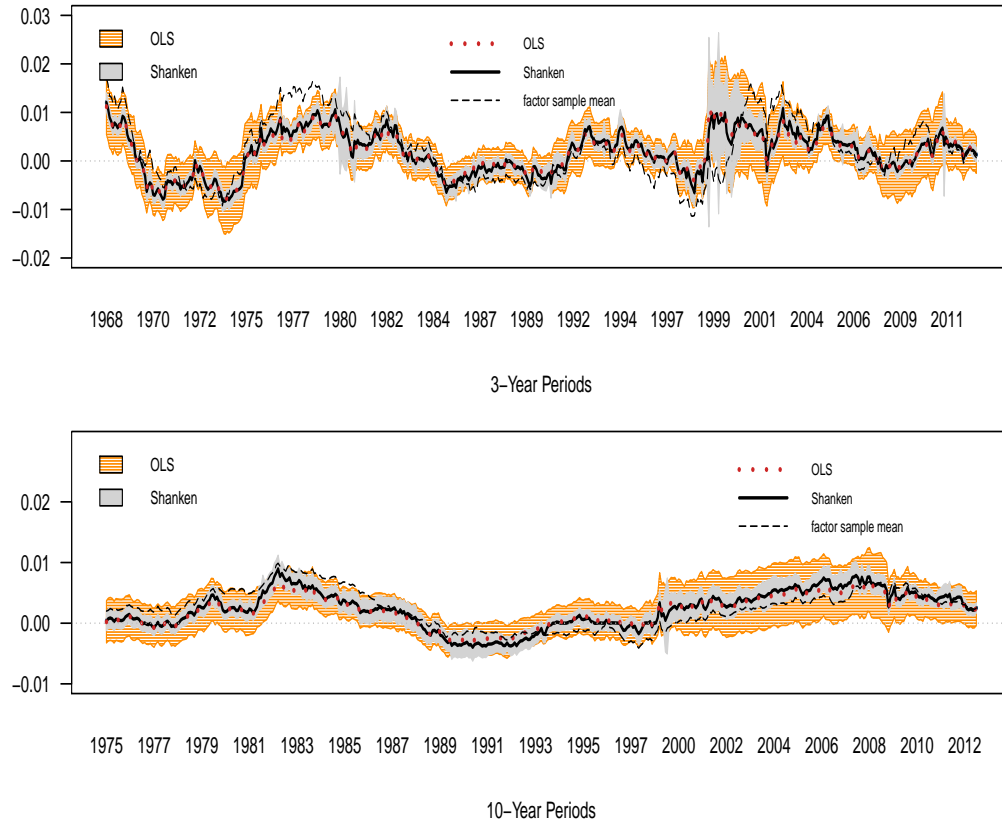 0.03
0.02
0.01
0.00
−0.01
−0.02
OLS
Shanken
OLS
Shanken
factor sample mean
1968 1970 1972 1975 1977 1980 1982 1984 1987 1989 1992 1994 1997 1999 2001 2004 2006 2009 2011
3−Year Periods
0.02
0.01
0.00
−0.01
OLS
Shanken
OLS
Shanken
factor sample mean
1975 1977 1979 1981 1983 1985 1987 1989 1991 1993 1995 1997 2000 2002 2004 2006 2008 2010 2012
10−Year Periods